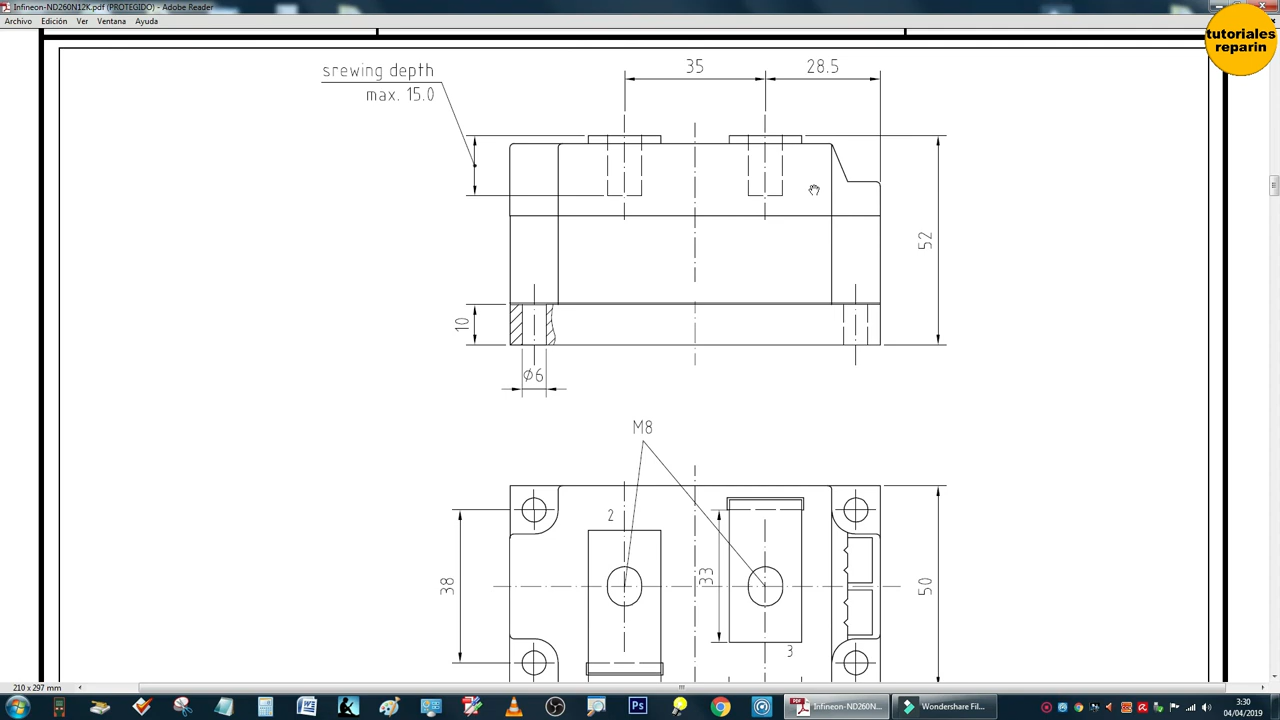 Infineon-ND260N12K.pdf (PROTEGIDO) - Adobe Reader
Archivo Edición Ver Ventana Ayuda
tutoriales
reparin
srewing depth
max. 15.0
35
28.5
52
10
Ø6
M8
2
38
33
50
3
210 x 297 mm
Infineon-ND260N...
Wondershare Fil...
3:30
04/04/2019